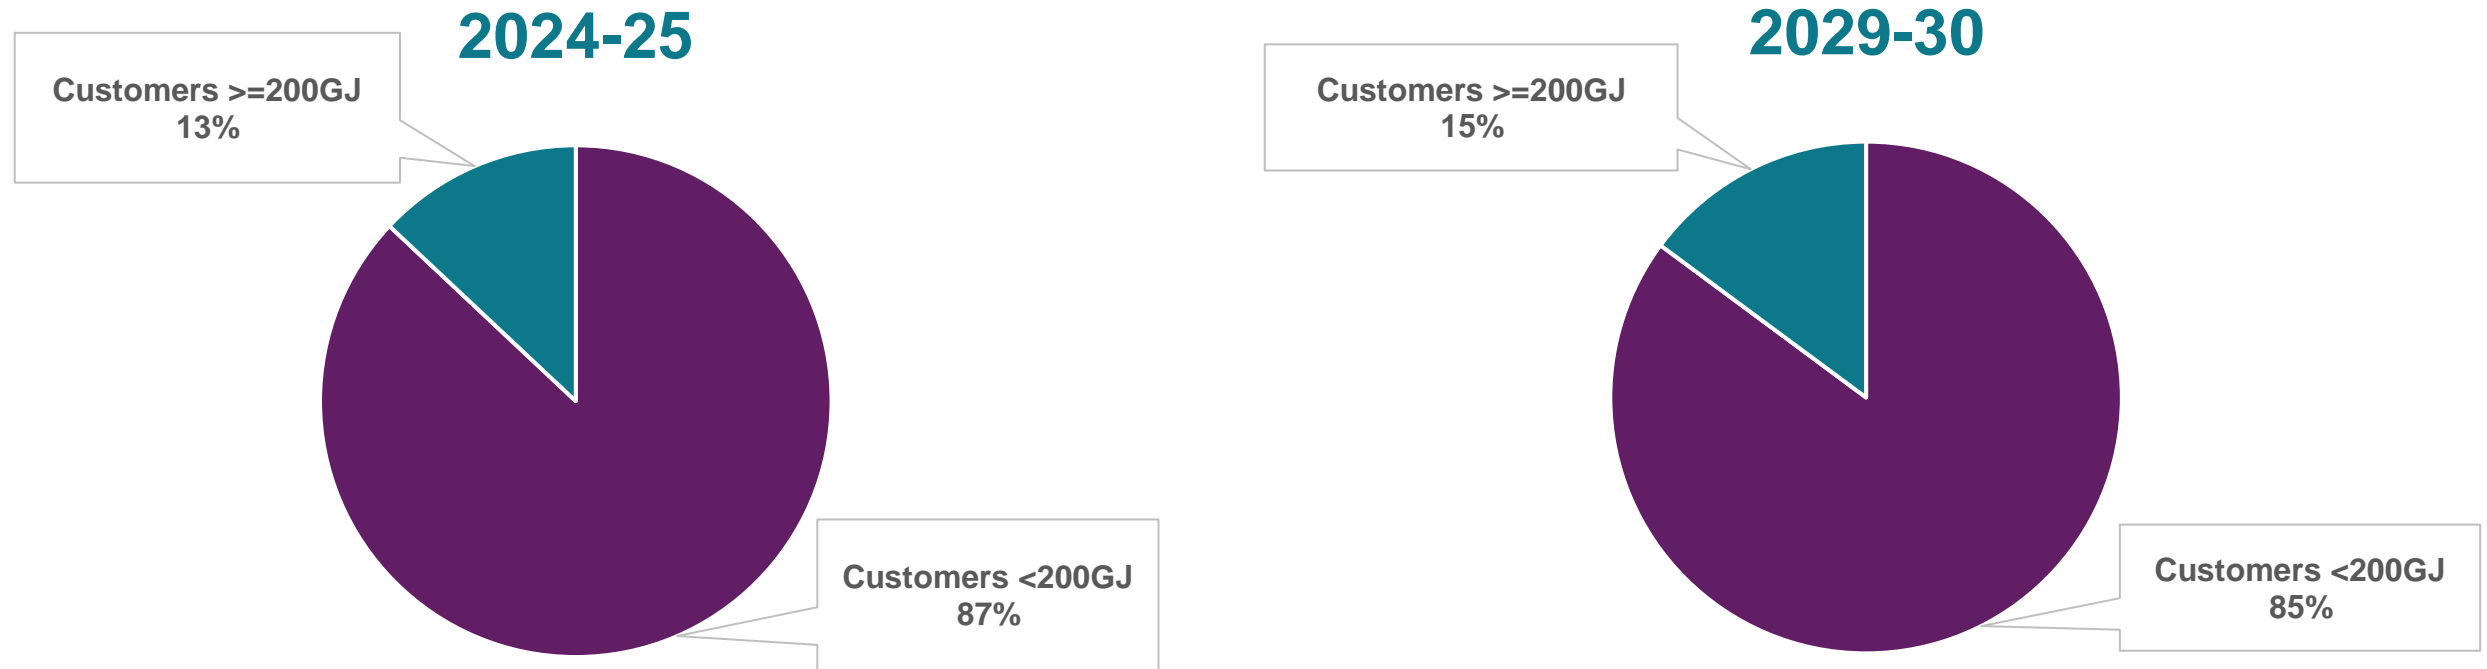 2024-25
Customers >=200GJ
13%
Customers <200GJ
87%
2029-30
Customers >=200GJ
15%
Customers <200GJ
85%